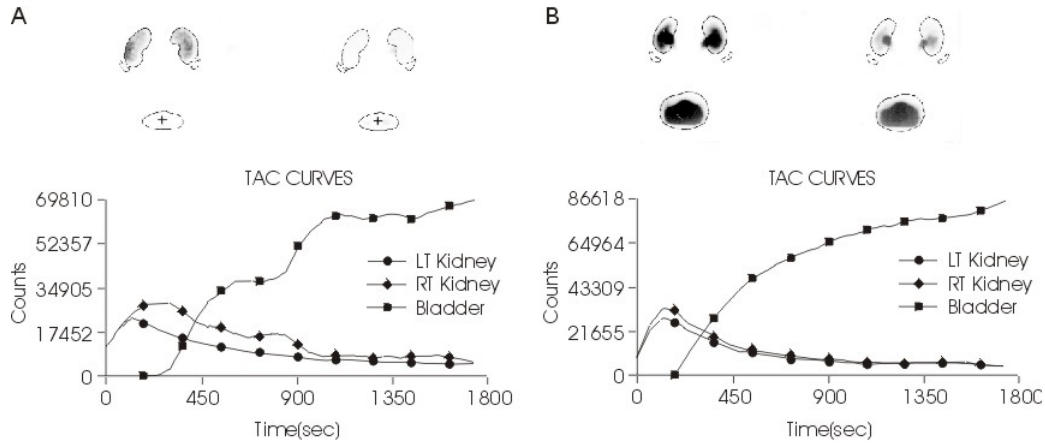 A
TAC CURVES
69810
52357
34905
17452
0
Counts
LT Kidney
RT Kidney
Bladder
0 450 900 1350 1800
Time(sec)
B
TAC CURVES
86618
64964
43309
21655
0
Counts
LT Kidney
RT Kidney
Bladder
0 450 900 1350 1800
Time(sec)